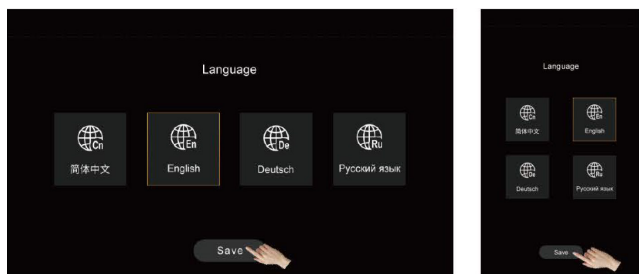 Language
Cn En De Ru
简体中文 English Deutsch Русский язык
Save
Language
Cn En
简体中文 English
De Ru
Deutsch Русский язык
Save